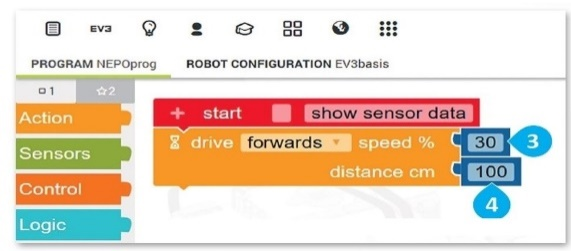 EV3
PROGRAM NEPOprog ROBOT CONFIGURATION EV3basis
1 2
+ start show sensor data
Action
drive forwards speed % 30 3
Sensors
distance cm 100
Control
4
Logic